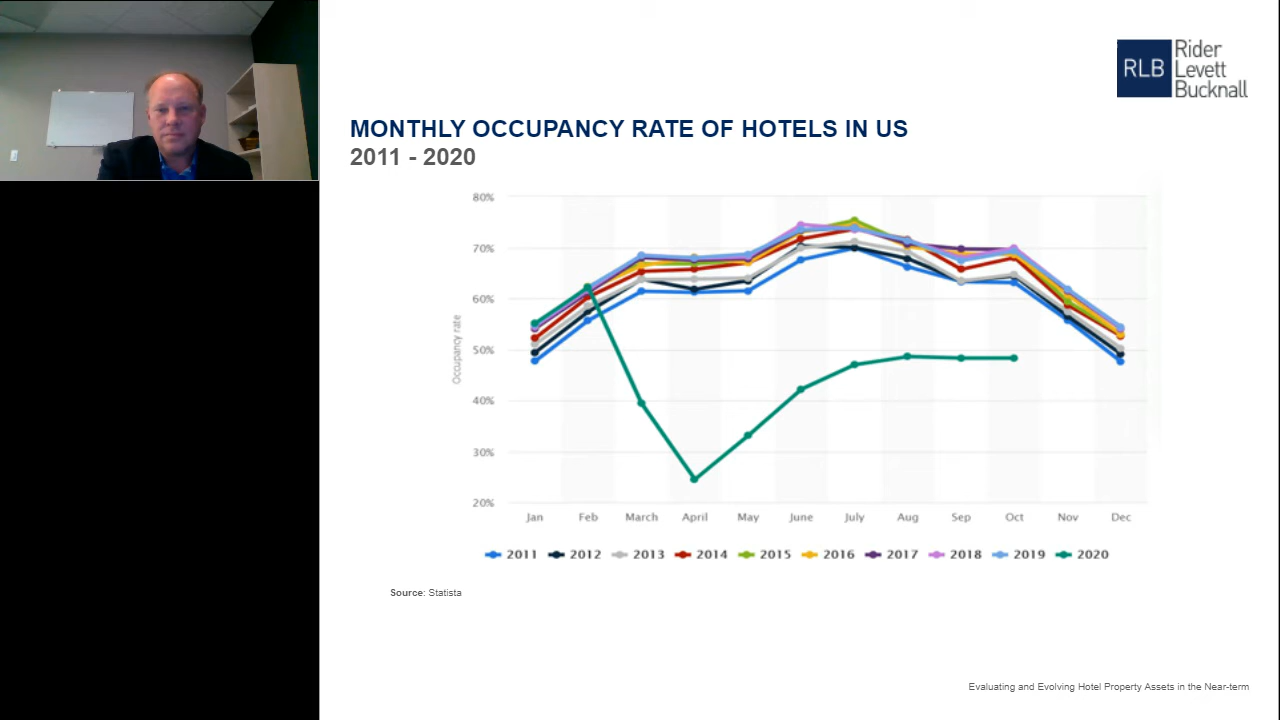 RLB
Rider
Levett
Bucknall
MONTHLY OCCUPANCY RATE OF HOTELS IN US
2011 - 2020
80%
70%
60%
50%
40%
30%
20%
Occupancy rate
Jan Feb March April May June July Aug Sep Oct Nov Dec
2011 2012 2013 2014 2015 2016 2017 2018 2019 2020
Source: Statista
Evaluating and Evolving Hotel Property Assets in the Near-term